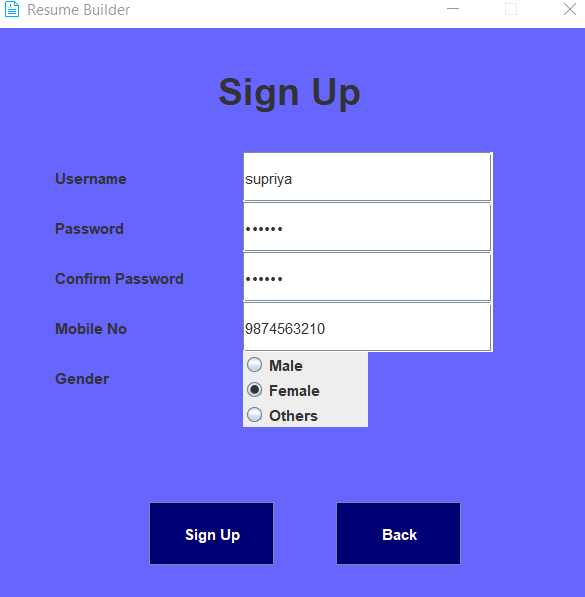 Resume Builder
Sign Up
Username supriya
Password ••••••
Confirm Password ••••••
Mobile No 9874563210
Gender
Male
Female
Others
Sign Up Back